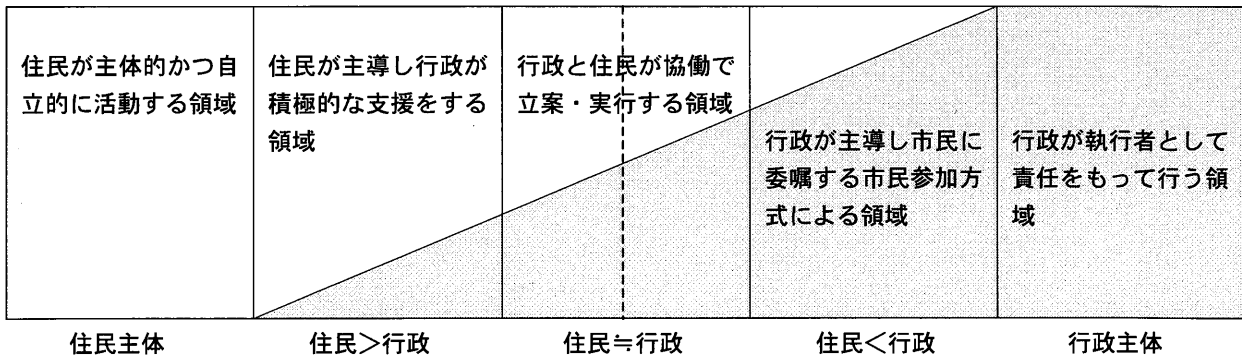 住民が主体的かつ自
立的に活動する領域
住民が主導し行政が
積極的な支援をする
領域
行政と住民が協働で
立案・実行する領域
行政が主導し市民に
委嘱する市民参加方
式による領域
行政が執行者として
責任をもって行う領
域
住民主体
住民＞行政
住民≒行政
住民＜行政
行政主体